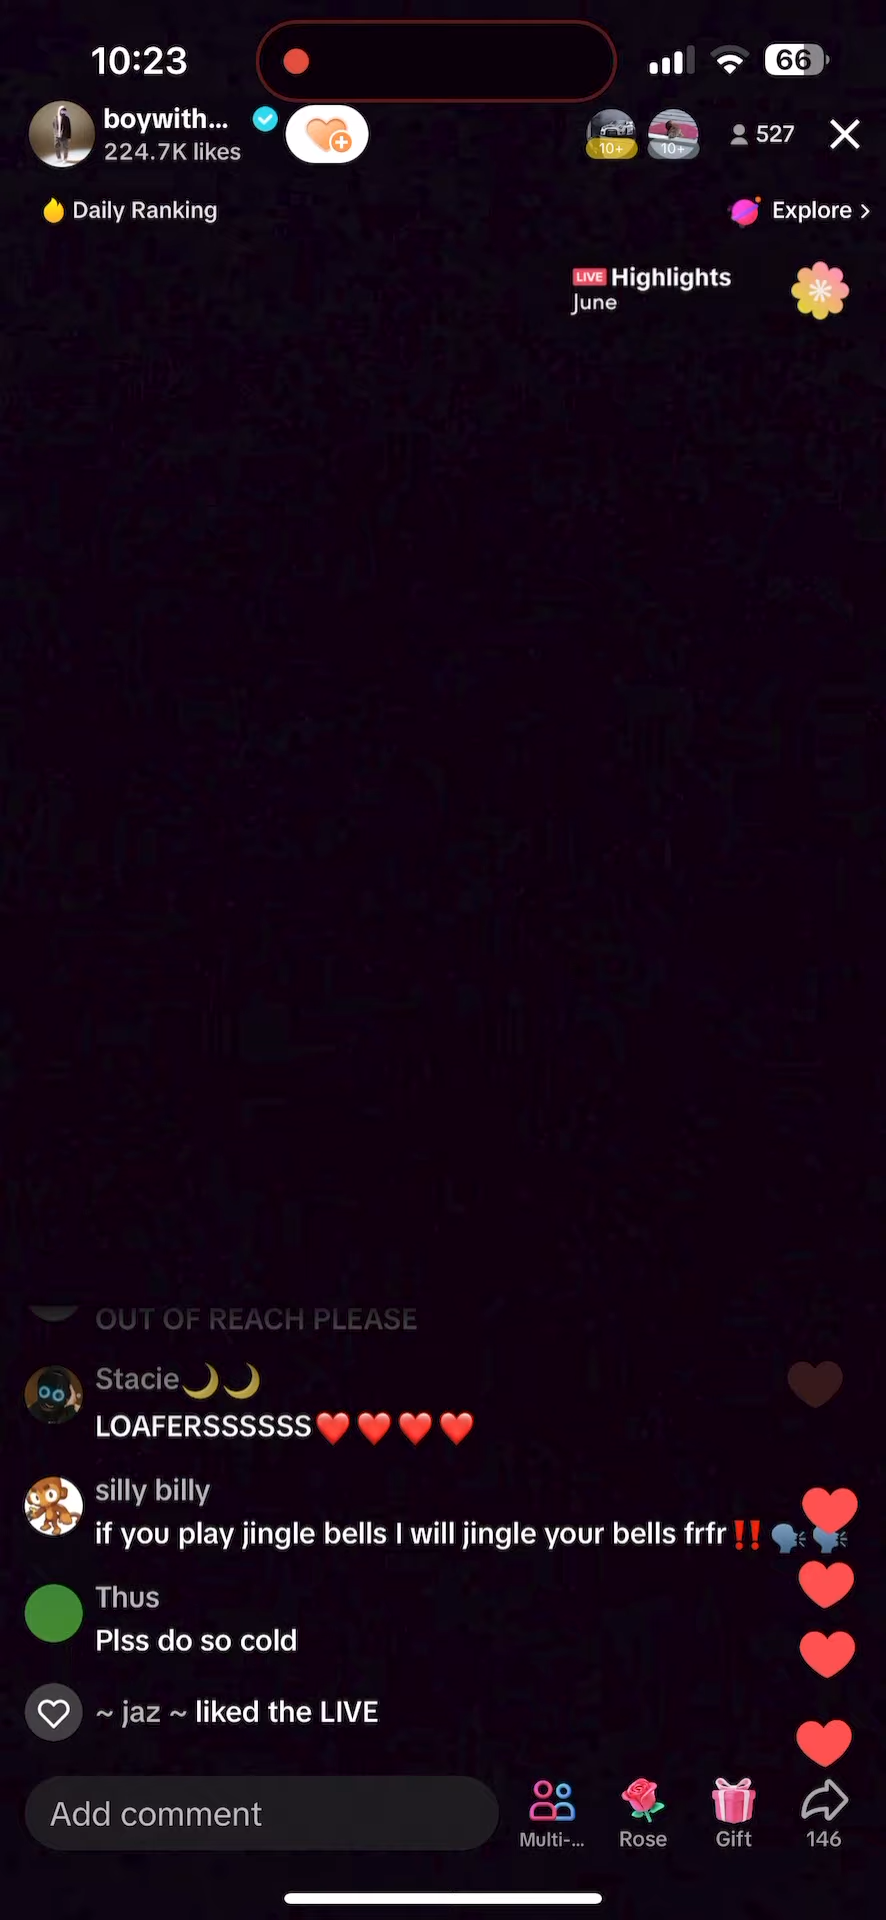 10:23
66
boywith...
224.7K likes
10+
10+
527
Daily Ranking
Explore >
LIVE Highlights
June
OUT OF REACH PLEASE
Stacie🌙🌙
LOAFERSSSSSS❤️❤️❤️❤️
silly billy
if you play jingle bells I will jingle your bells frfr‼️🗣️🗣️
Thus
Plss do so cold
~ jaz ~ liked the LIVE
Add comment
Multi-...
Rose
Gift
146